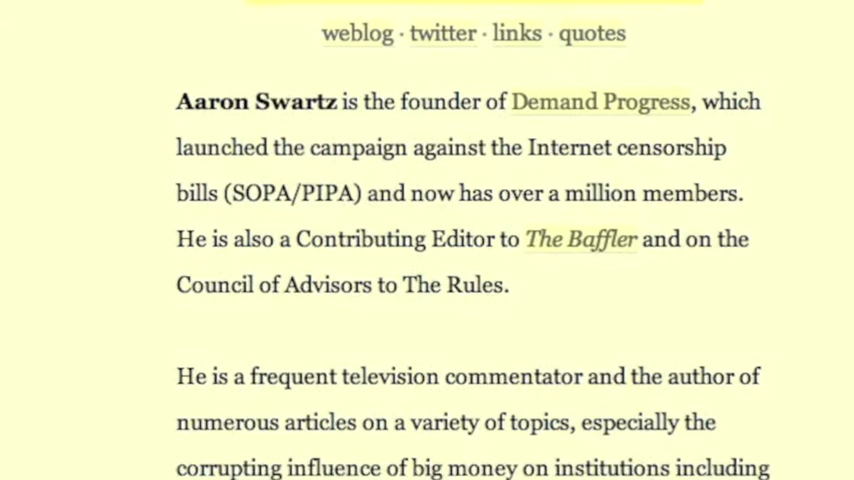 weblog · twitter · links · quotes
Aaron Swartz is the founder of Demand Progress, which
launched the campaign against the Internet censorship
bills (SOPA/PIPA) and now has over a million members.
He is also a Contributing Editor to The Baffler and on the
Council of Advisors to The Rules.
He is a frequent television commentator and the author of
numerous articles on a variety of topics, especially the
corrupting influence of big money on institutions including